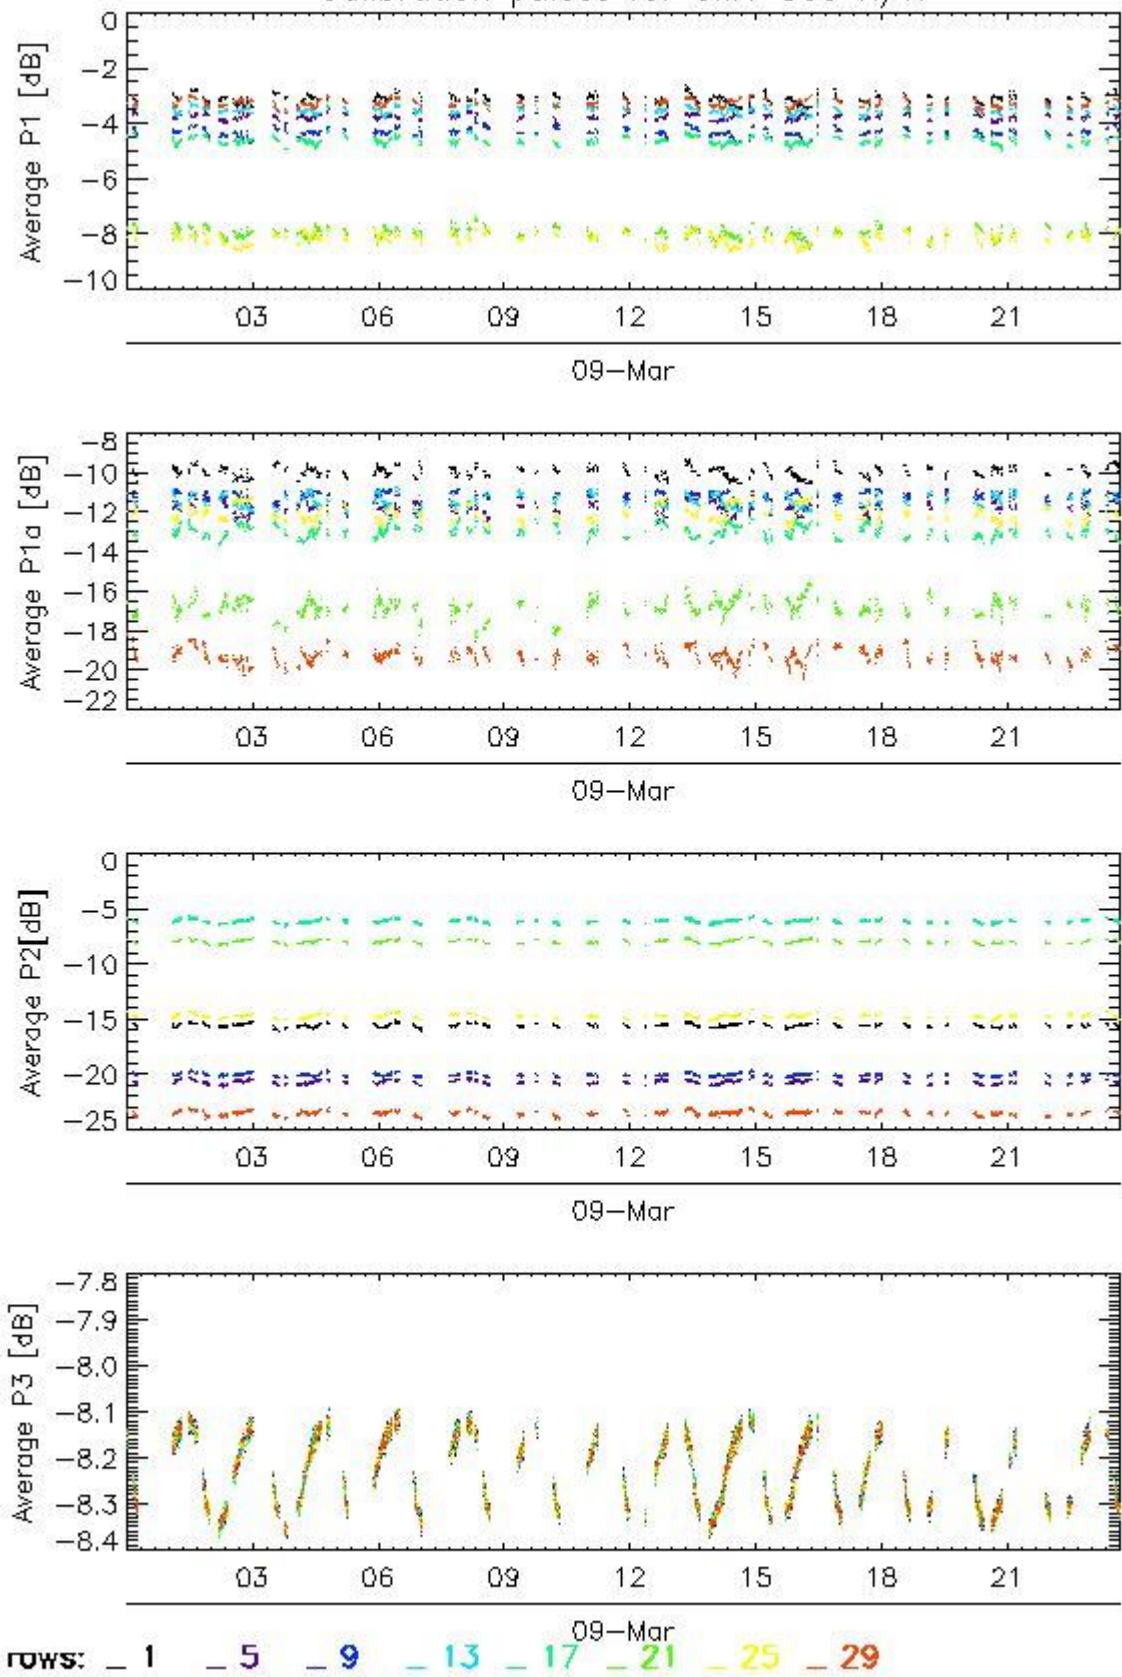 0
-2
-4
-6
-8
-10
Average P1 [dB]
03 06 09 12 15 18 21
09-Mar
-8
-10
-12
-14
-16
-18
-20
-22
Average P1a [dB]
03 06 09 12 15 18 21
09-Mar
0
-5
-10
-15
-20
-25
Average P2[dB]
03 06 09 12 15 18 21
09-Mar
-7.8
-7.9
-8.0
-8.1
-8.2
-8.3
-8.4
Average P3 [dB]
03 06 09 12 15 18 21
09-Mar
rows: _ 1 _ 5 _ 9 _ 13 _ 17 _ 21 _ 25 _ 29